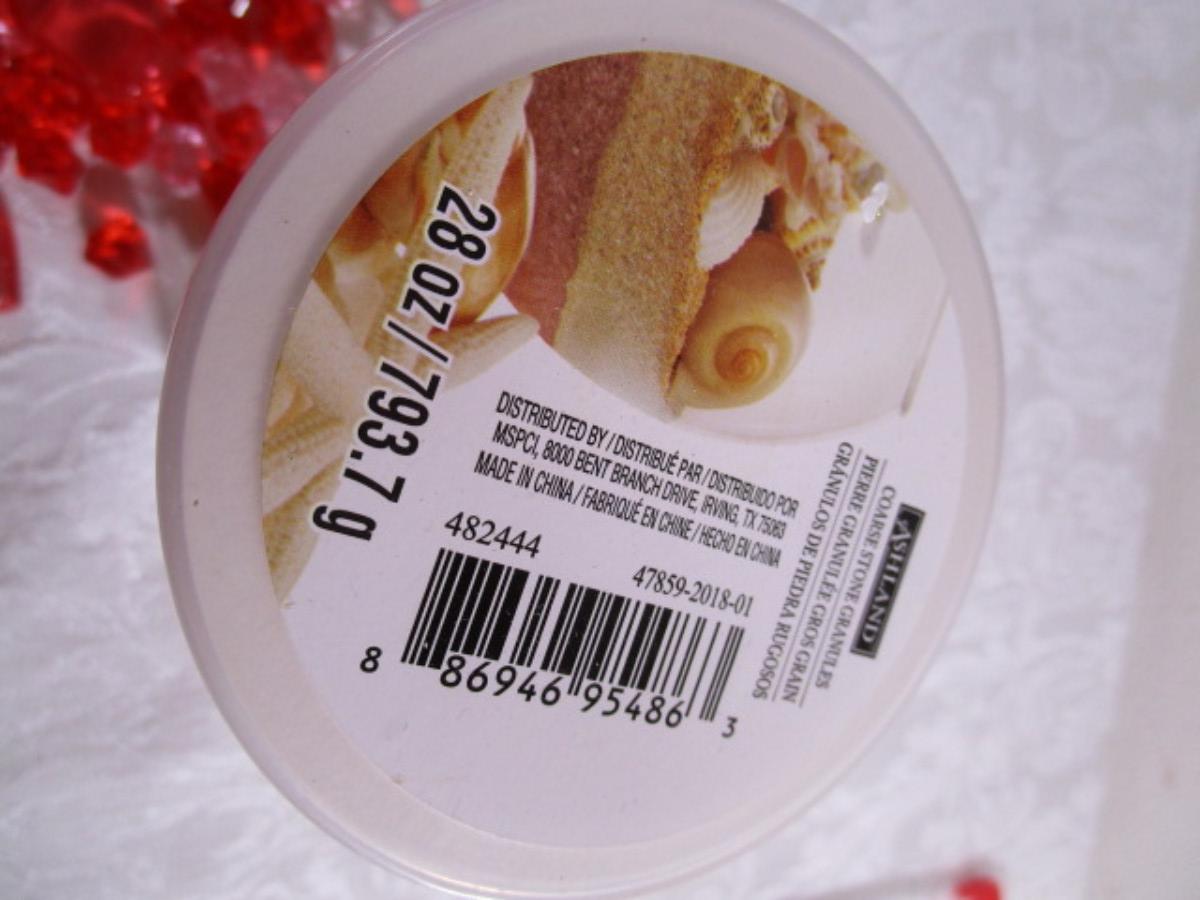 28 oz / 793.7 g
DISTRIBUTED BY / DISTRIBUÉ PAR / DISTRIBUIDO POR
MSPCI, 8000 BENT BRANCH DRIVE, IRVING, TX 75063
MADE IN CHINA / FABRIQUÉ EN CHINE / HECHO EN CHINA
482444
47859-2018-01
8 86946 95486 3
ASHLAND
COARSE STONE GRANULES
PIERRE GRANULÉE GROS GRAIN
GRÁNULOS DE PIEDRA RUGOSOS